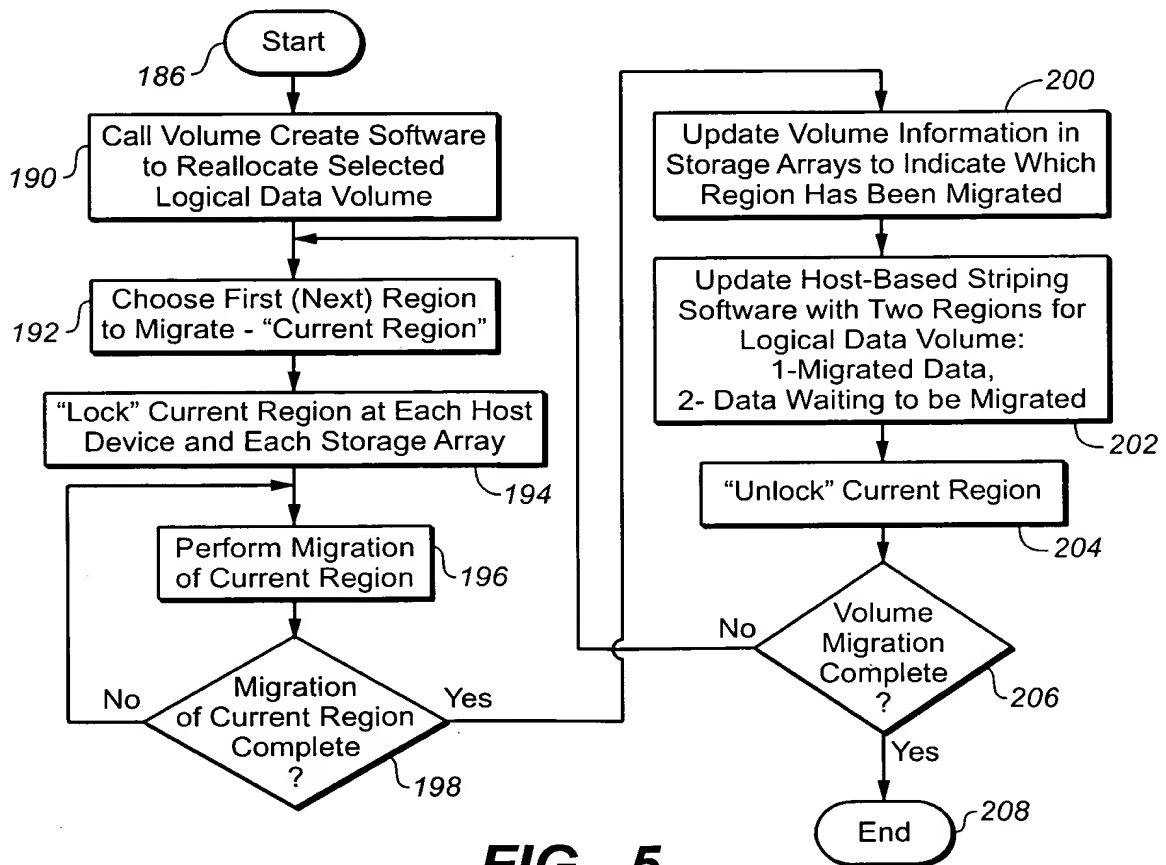 Start
186
Call Volume Create Software
to Reallocate Selected
Logical Data Volume
190
Choose First (Next) Region
to Migrate - “Current Region”
192
“Lock” Current Region at Each Host
Device and Each Storage Array
194
Perform Migration
of Current Region
196
Migration
of Current Region
Complete
?
No
Yes
198
200
Update Volume Information in
Storage Arrays to Indicate Which
Region Has Been Migrated
Update Host-Based Striping
Software with Two Regions for
Logical Data Volume:
1-Migrated Data,
2- Data Waiting to be Migrated
202
“Unlock” Current Region
204
Volume
Migration
Complete
?
No
206
Yes
End
208
FIG._5